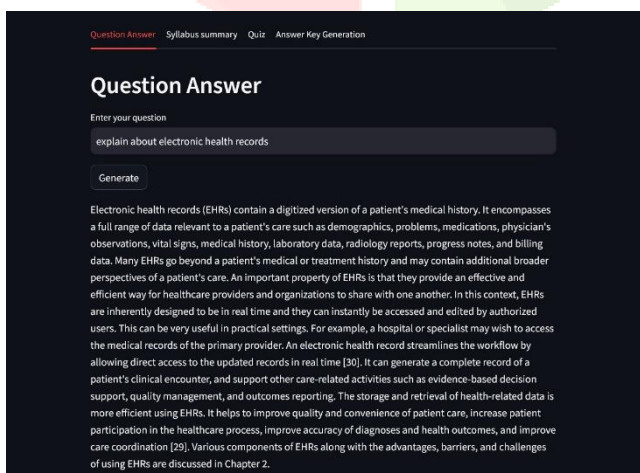 Question Answer Syllabus summary Quiz Answer Key Generation
Question Answer
Enter your question
explain about electronic health records
Generate
Electronic health records (EHRs) contain a digitized version of a patient's medical history. It encompasses
a full range of data relevant to a patient's care such as demographics, problems, medications, physician's
observations, vital signs, medical history, laboratory data, radiology reports, progress notes, and billing
data. Many EHRs go beyond a patient's medical or treatment history and may contain additional broader
perspectives of a patient's care. An important property of EHRs is that they provide an effective and
efficient way for healthcare providers and organizations to share with one another. In this context, EHRs
are inherently designed to be in real time and they can instantly be accessed and edited by authorized
users. This can be very useful in practical settings. For example, a hospital or specialist may wish to access
the medical records of the primary provider. An electronic health record streamlines the workflow by
allowing direct access to the updated records in real time [30]. It can generate a complete record of a
patient's clinical encounter, and support other care-related activities such as evidence-based decision
support, quality management, and outcomes reporting. The storage and retrieval of health-related data is
more efficient using EHRs. It helps to improve quality and convenience of patient care, increase patient
participation in the healthcare process, improve accuracy of diagnoses and health outcomes, and improve
care coordination [29]. Various components of EHRs along with the advantages, barriers, and challenges
of using EHRs are discussed in Chapter 2.